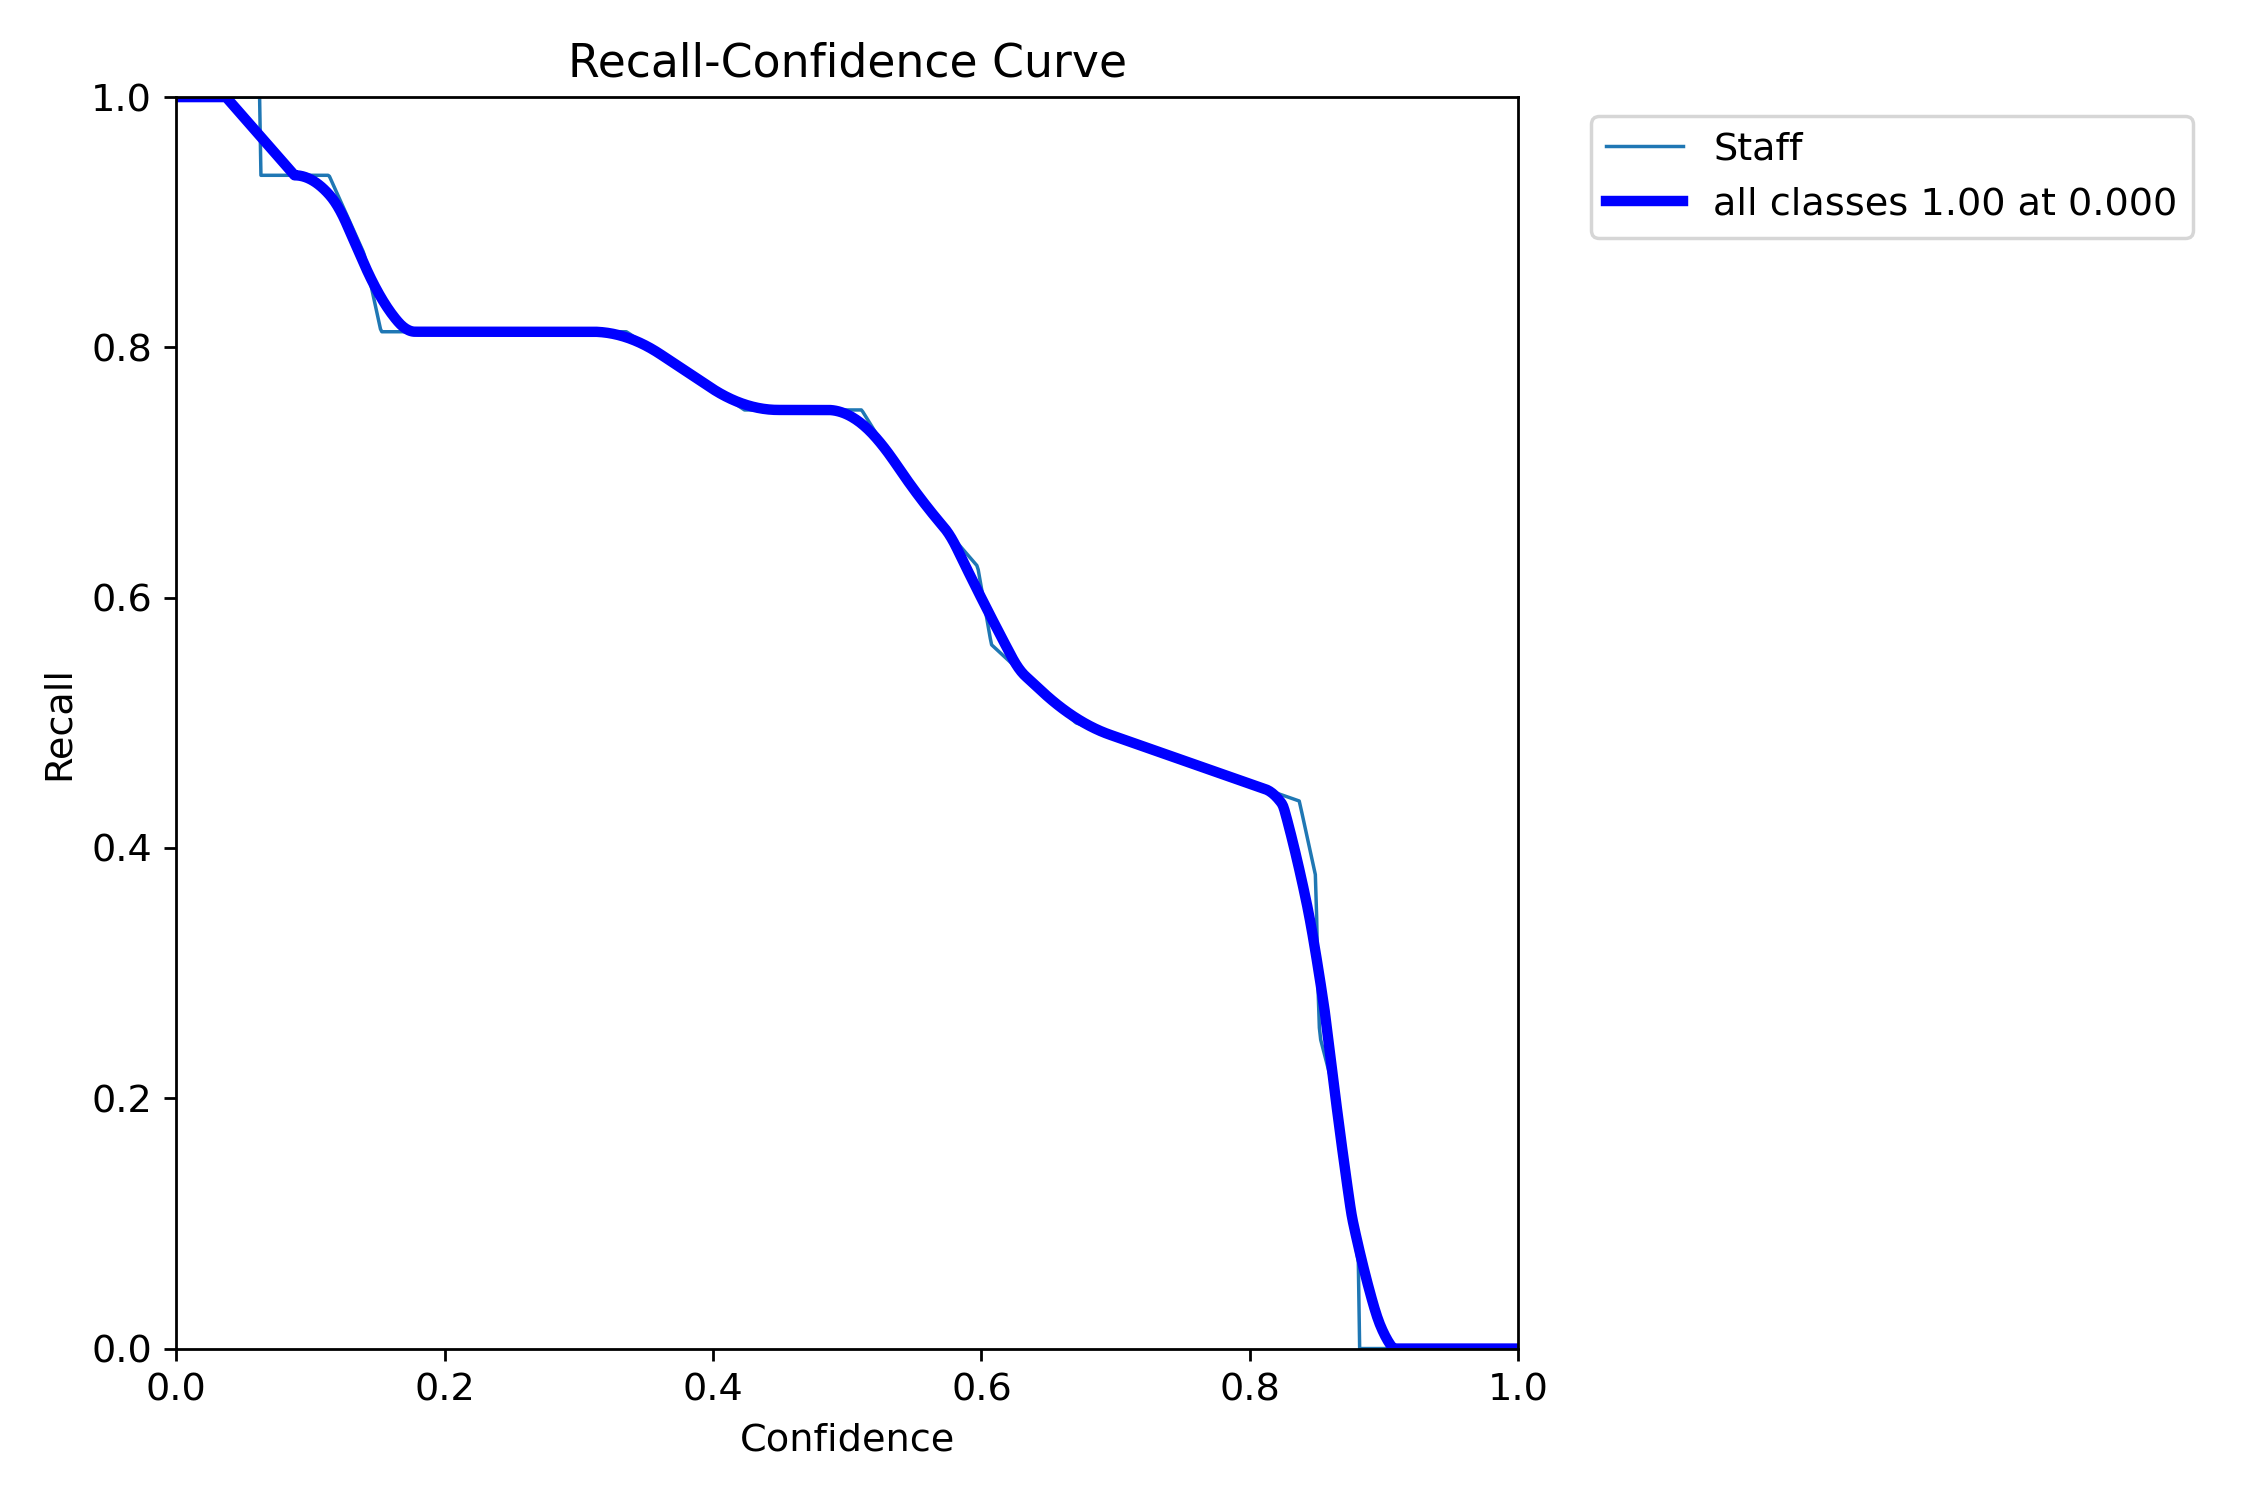 Recall-Confidence Curve
1.0
0.8
0.6
0.4
0.2
0.0
Recall
0.0 0.2 0.4 0.6 0.8 1.0
Confidence
Staff
all classes 1.00 at 0.000